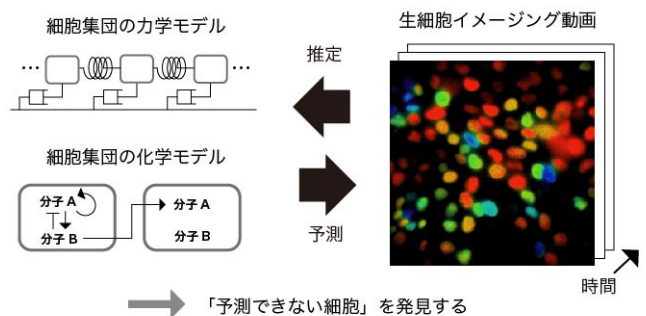 細胞集団の力学モデル
生細胞イメージング動画
推定
細胞集団の化学モデル
分子 A
分子 B
分子 A
分子 B
予測
時間
「予測できない細胞」を発見する